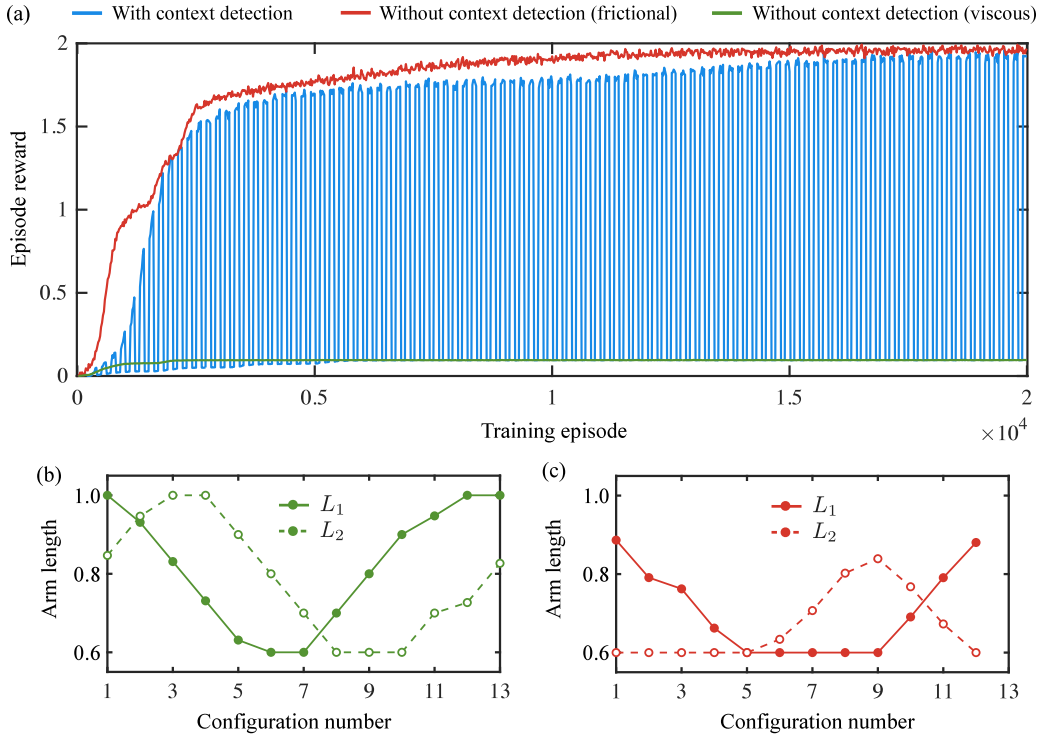 (a)
With context detection
Without context detection (frictional)
Without context detection (viscous)
Episode reward
2
1.5
1
0.5
0
0
0.5
1
1.5
2
Training episode
×10⁴
(b)
Arm length
1.0
0.8
0.6
L₁
L₂
1
3
5
7
9
11
13
Configuration number
(c)
Arm length
1.0
0.8
0.6
L₁
L₂
1
3
5
7
9
11
13
Configuration number